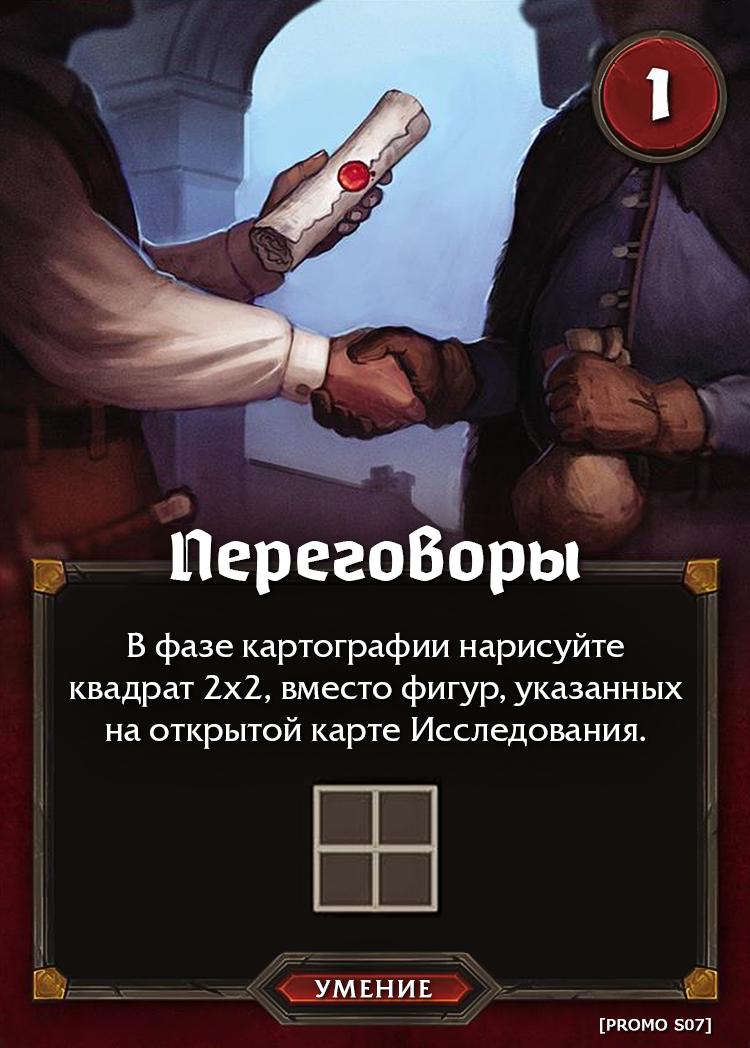 1
Переговоры
В фазе картографии нарисуйте
квадрат 2x2, вместо фигур, указанных
на открытой карте Исследования.
УМЕНИЕ
[PROMO S07]